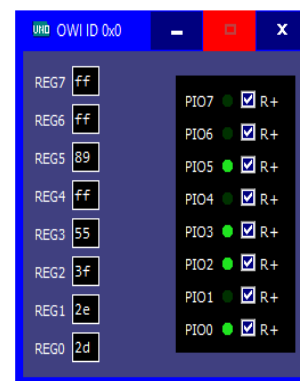 VMD OWI ID 0x0
REG7 ff
REG6 ff
REG5 89
REG4 ff
REG3 55
REG2 3f
REG1 2e
REG0 2d
PIO7 R+
PIO6 R+
PIO5 R+
PIO4 R+
PIO3 R+
PIO2 R+
PIO1 R+
PIO0 R+